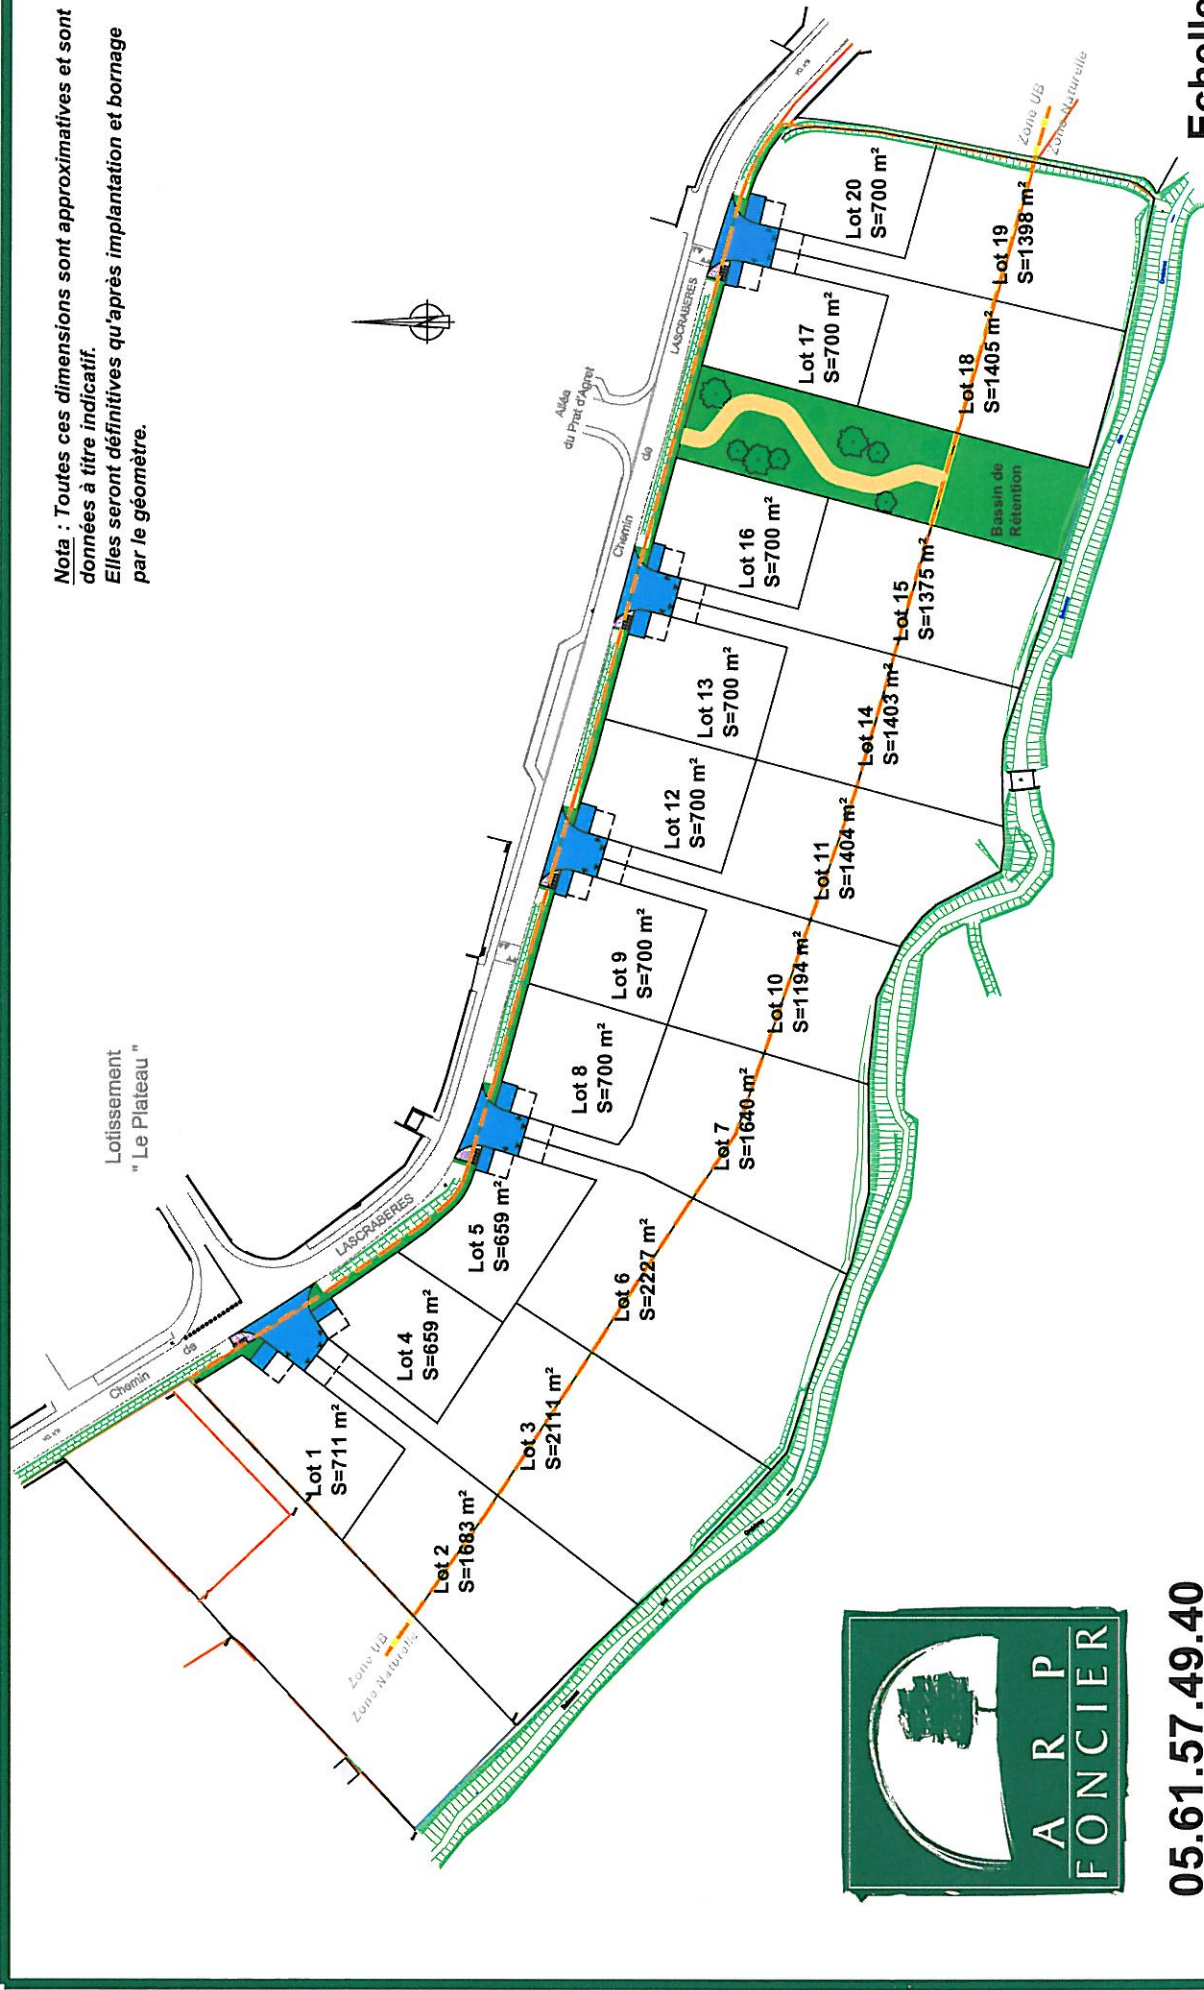 Nota : Toutes ces dimensions sont approximatives et sont
données à titre indicatif.
Elles seront définitives qu'après implantation et bornage
par le géomètre.
Lotissement
" Le Plateau "
Chemin
de
LASCRABERES
Allée
du Prat d'Agret
Chemin
de
LASCRABERES
Lot 1
S=711 m²
Lot 2
S=1683 m²
Lot 3
S=2111 m²
Lot 4
S=659 m²
Lot 5
S=659 m²
Lot 6
S=2227 m²
Lot 7
S=1640 m²
Lot 8
S=700 m²
Lot 9
S=700 m²
Lot 10
S=1194 m²
Lot 11
S=1404 m²
Lot 12
S=700 m²
Lot 13
S=700 m²
Lot 14
S=1403 m²
Lot 15
S=1375 m²
Lot 16
S=700 m²
Bassin de
Rétention
Lot 17
S=700 m²
Lot 18
S=1405 m²
Lot 19
S=1398 m²
Lot 20
S=700 m²
Zone UB
Zone Naturelle
Zone UB
Zone Naturelle
A R P
FONCIER
05.61.57.49.40
Echelle